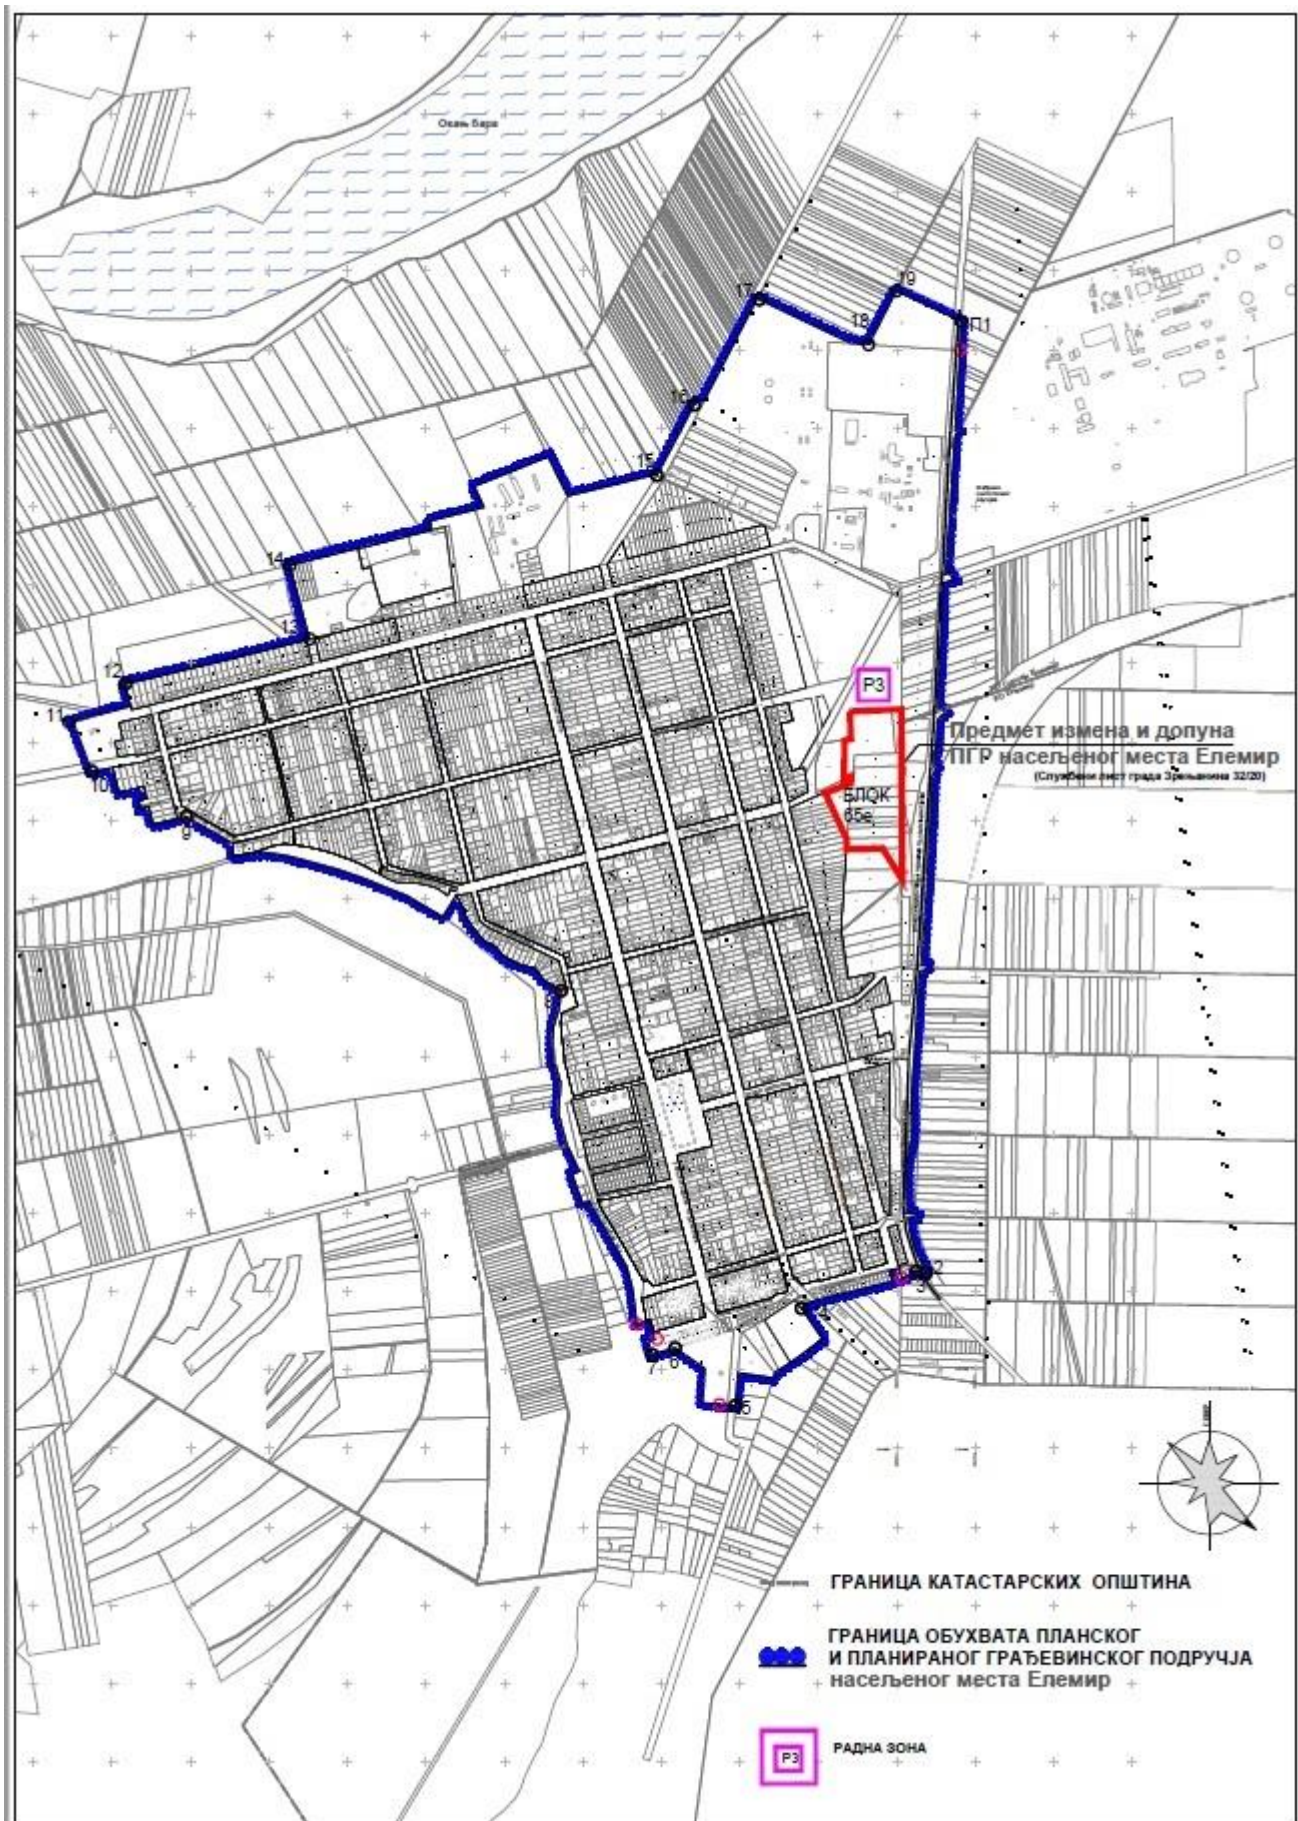 Окањ бара
19
17
18
П1
16
15
14
13
12
11
10
9
РЗ
Предмет измена и допуна
ПГР населјеног места Елемир
(Службени лист града Зрењанина 32/20)
БЛОК
65е
8
2
3
4
6
7
5
ГРАНИЦА КАТАСТАРСКИХ ОПШТИНА
ГРАНИЦА ОБУХВАТА ПЛАНСКОГ
И ПЛАНИРАНОГ ГРАЂЕВИНСКОГ ПОДРУЧЈА
насељеног места Елемир
РЗ
РАДНА ЗОНА